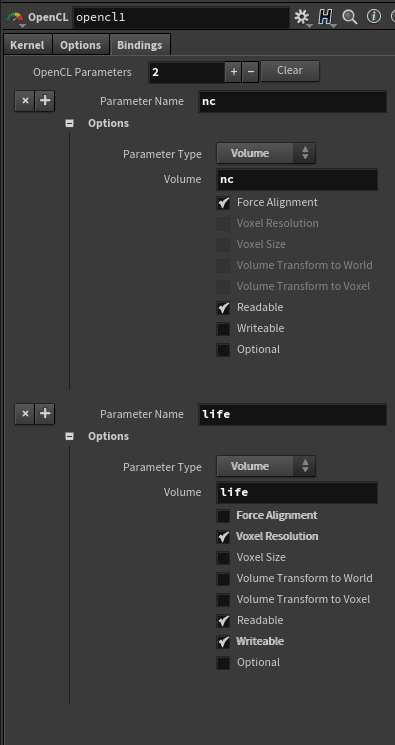 OpenCL opencl1
Kernel Options Bindings
OpenCL Parameters 2 + − Clear
Parameter Name nc
Options
Parameter Type Volume
Volume nc
Force Alignment
Voxel Resolution
Voxel Size
Volume Transform to World
Volume Transform to Voxel
Readable
Writeable
Optional
Parameter Name life
Options
Parameter Type Volume
Volume life
Force Alignment
Voxel Resolution
Voxel Size
Volume Transform to World
Volume Transform to Voxel
Readable
Writeable
Optional